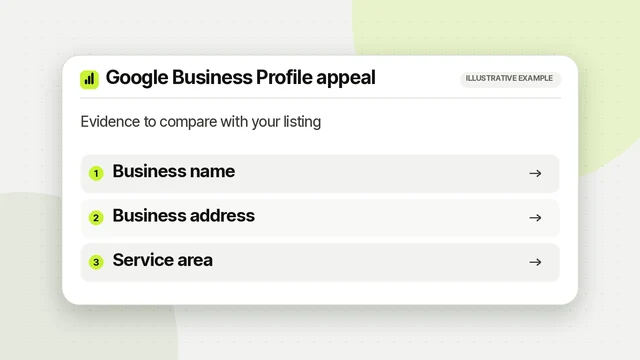 Google Business Profile appeal
ILLUSTRATIVE EXAMPLE
Evidence to compare with your listing
1 Business name →
2 Business address →
3 Service area →